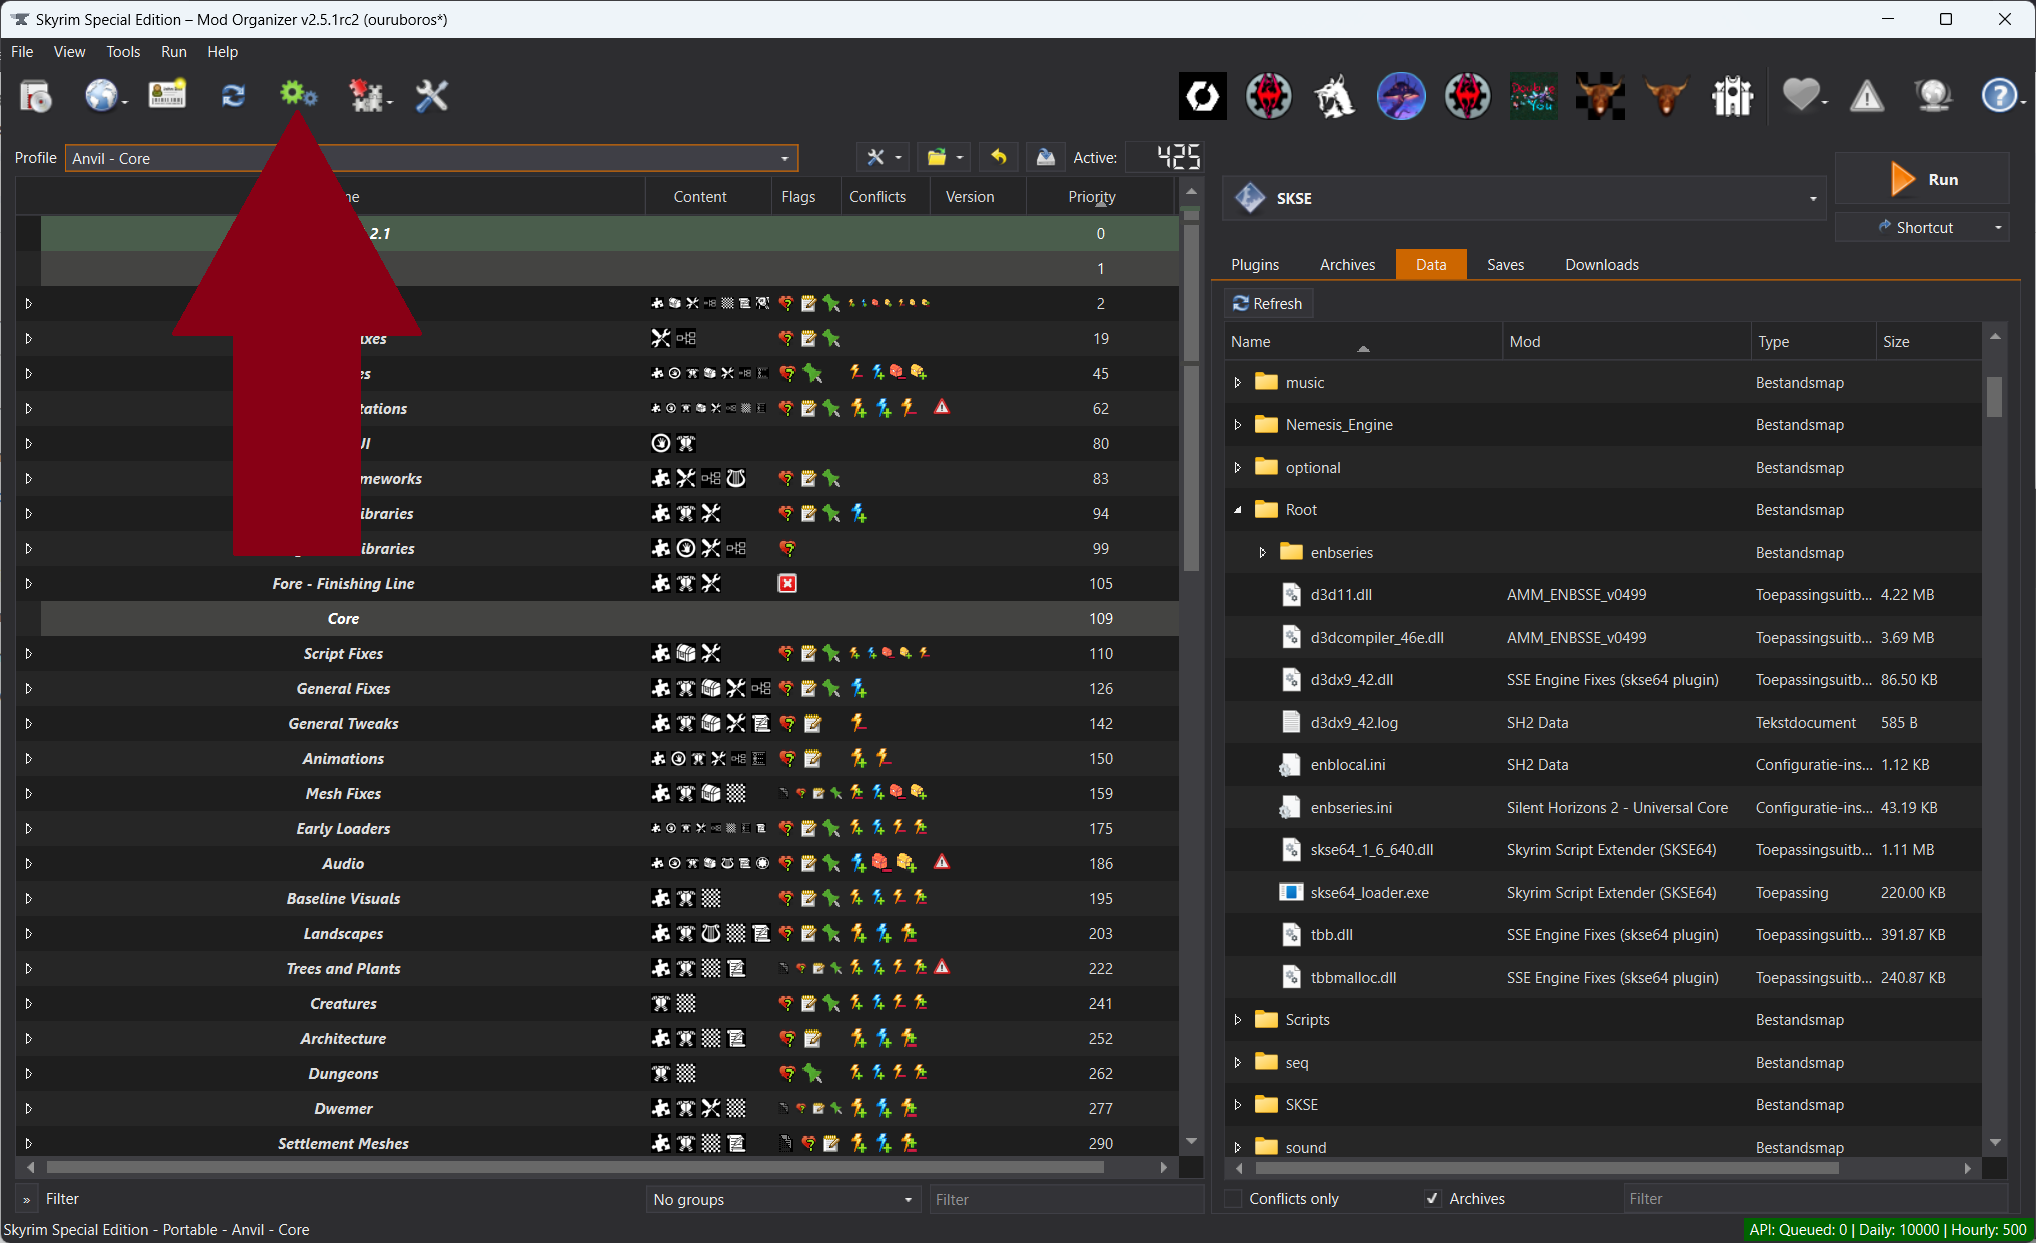 Skyrim Special Edition – Mod Organizer v2.5.1rc2 (ouruboros*)
File View Tools Run Help
Profile Anvil - Core Active: 425
Content Flags Conflicts Version Priority
2.1 0
1
2
19
45
62
UI 80
83
94
99
Fore - Finishing Line 105
Core 109
Script Fixes 110
General Fixes 126
General Tweaks 142
Animations 150
Mesh Fixes 159
Early Loaders 175
Audio 186
Baseline Visuals 195
Landscapes 203
Trees and Plants 222
Creatures 241
Architecture 252
Dungeons 262
Dwemer 277
Settlement Meshes 290
Filter No groups Filter
SKSE
Run
Shortcut
Plugins Archives Data Saves Downloads
Refresh
Name Mod Type Size
music Bestandsmap
Nemesis_Engine Bestandsmap
optional Bestandsmap
Root Bestandsmap
enbseries Bestandsmap
d3d11.dll AMM_ENBSSE_v0499 Toepassingsuitb... 4.22 MB
d3dcompiler_46e.dll AMM_ENBSSE_v0499 Toepassingsuitb... 3.69 MB
d3dx9_42.dll SSE Engine Fixes (skse64 plugin) Toepassingsuitb... 86.50 KB
d3dx9_42.log SH2 Data Tekstdocument 585 B
enblocal.ini SH2 Data Configuratie-ins... 1.12 KB
enbseries.ini Silent Horizons 2 - Universal Core Configuratie-ins... 43.19 KB
skse64_1_6_640.dll Skyrim Script Extender (SKSE64) Toepassingsuitb... 1.11 MB
skse64_loader.exe Skyrim Script Extender (SKSE64) Toepassing 220.00 KB
tbb.dll SSE Engine Fixes (skse64 plugin) Toepassingsuitb... 391.87 KB
tbbmalloc.dll SSE Engine Fixes (skse64 plugin) Toepassingsuitb... 240.87 KB
Scripts Bestandsmap
seq Bestandsmap
SKSE Bestandsmap
sound Bestandsmap
Conflicts only Archives Filter
Skyrim Special Edition - Portable - Anvil - Core
API: Queued: 0 | Daily: 10000 | Hourly: 500